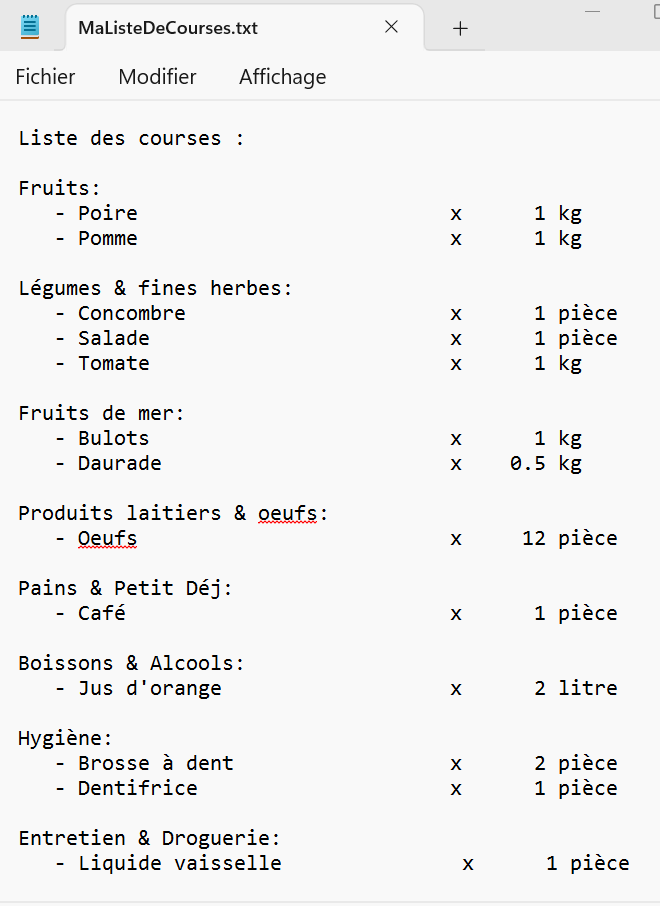 MaListeDeCourses.txt
Fichier Modifier Affichage
Liste des courses :
Fruits:
- Poire x 1 kg
- Pomme x 1 kg
Légumes & fines herbes:
- Concombre x 1 pièce
- Salade x 1 pièce
- Tomate x 1 kg
Fruits de mer:
- Bulots x 1 kg
- Daurade x 0.5 kg
Produits laitiers & oeufs:
- Oeufs x 12 pièce
Pains & Petit Déj:
- Café x 1 pièce
Boissons & Alcools:
- Jus d'orange x 2 litre
Hygiène:
- Brosse à dent x 2 pièce
- Dentifrice x 1 pièce
Entretien & Droguerie:
- Liquide vaisselle x 1 pièce